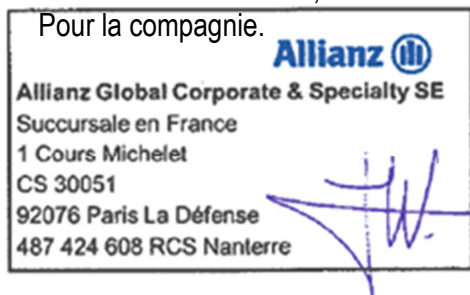 Pour la compagnie.
Allianz
Allianz Global Corporate & Specialty SE
Succursale en France
1 Cours Michelet
CS 30051
92076 Paris La Défense
487 424 608 RCS Nanterre